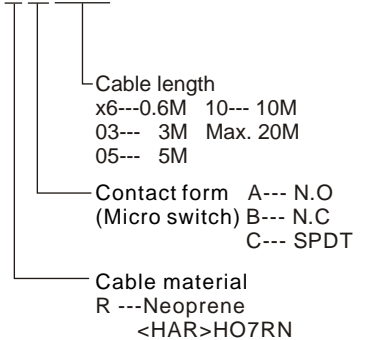 Cable length
x6---0.6M 10--- 10M
03--- 3M Max. 20M
05--- 5M
Contact form A--- N.O
(Micro switch) B--- N.C
C--- SPDT
Cable material
R ---Neoprene
<HAR>HO7RN